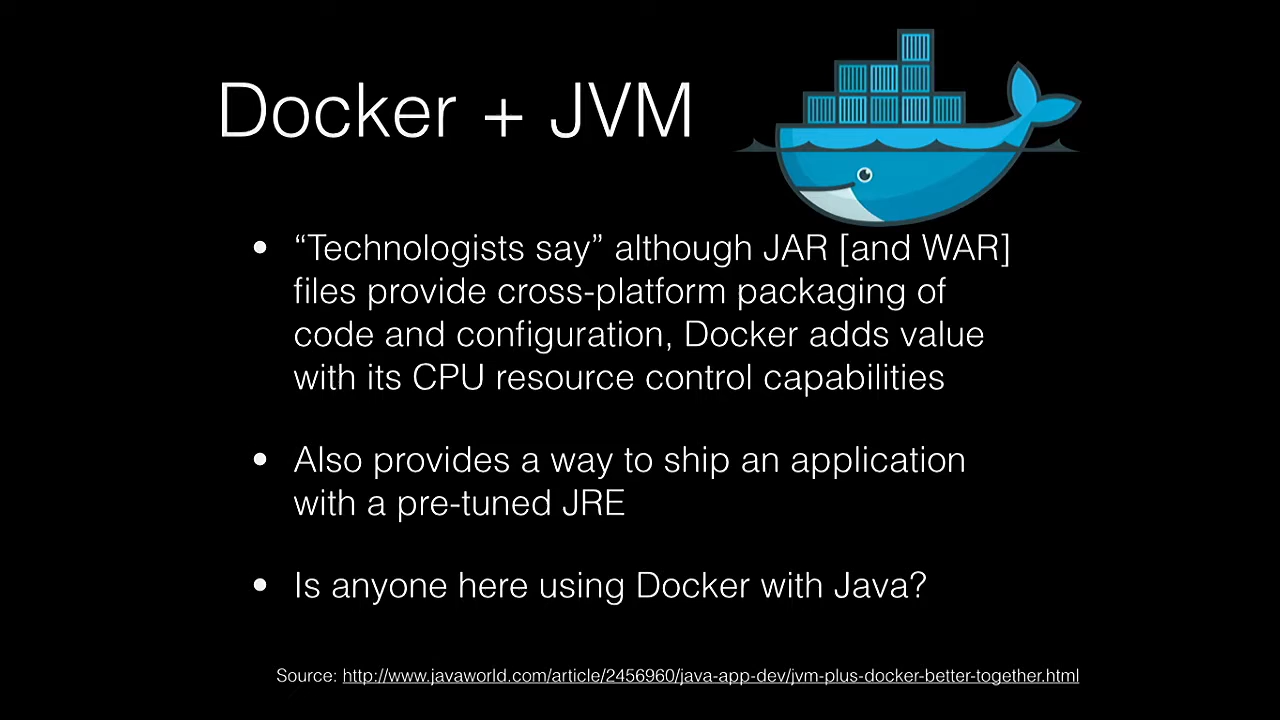 Docker + JVM
• “Technologists say” although JAR [and WAR]
files provide cross-platform packaging of
code and configuration, Docker adds value
with its CPU resource control capabilities
• Also provides a way to ship an application
with a pre-tuned JRE
• Is anyone here using Docker with Java?
Source: http://www.javaworld.com/article/2456960/java-app-dev/jvm-plus-docker-better-together.html